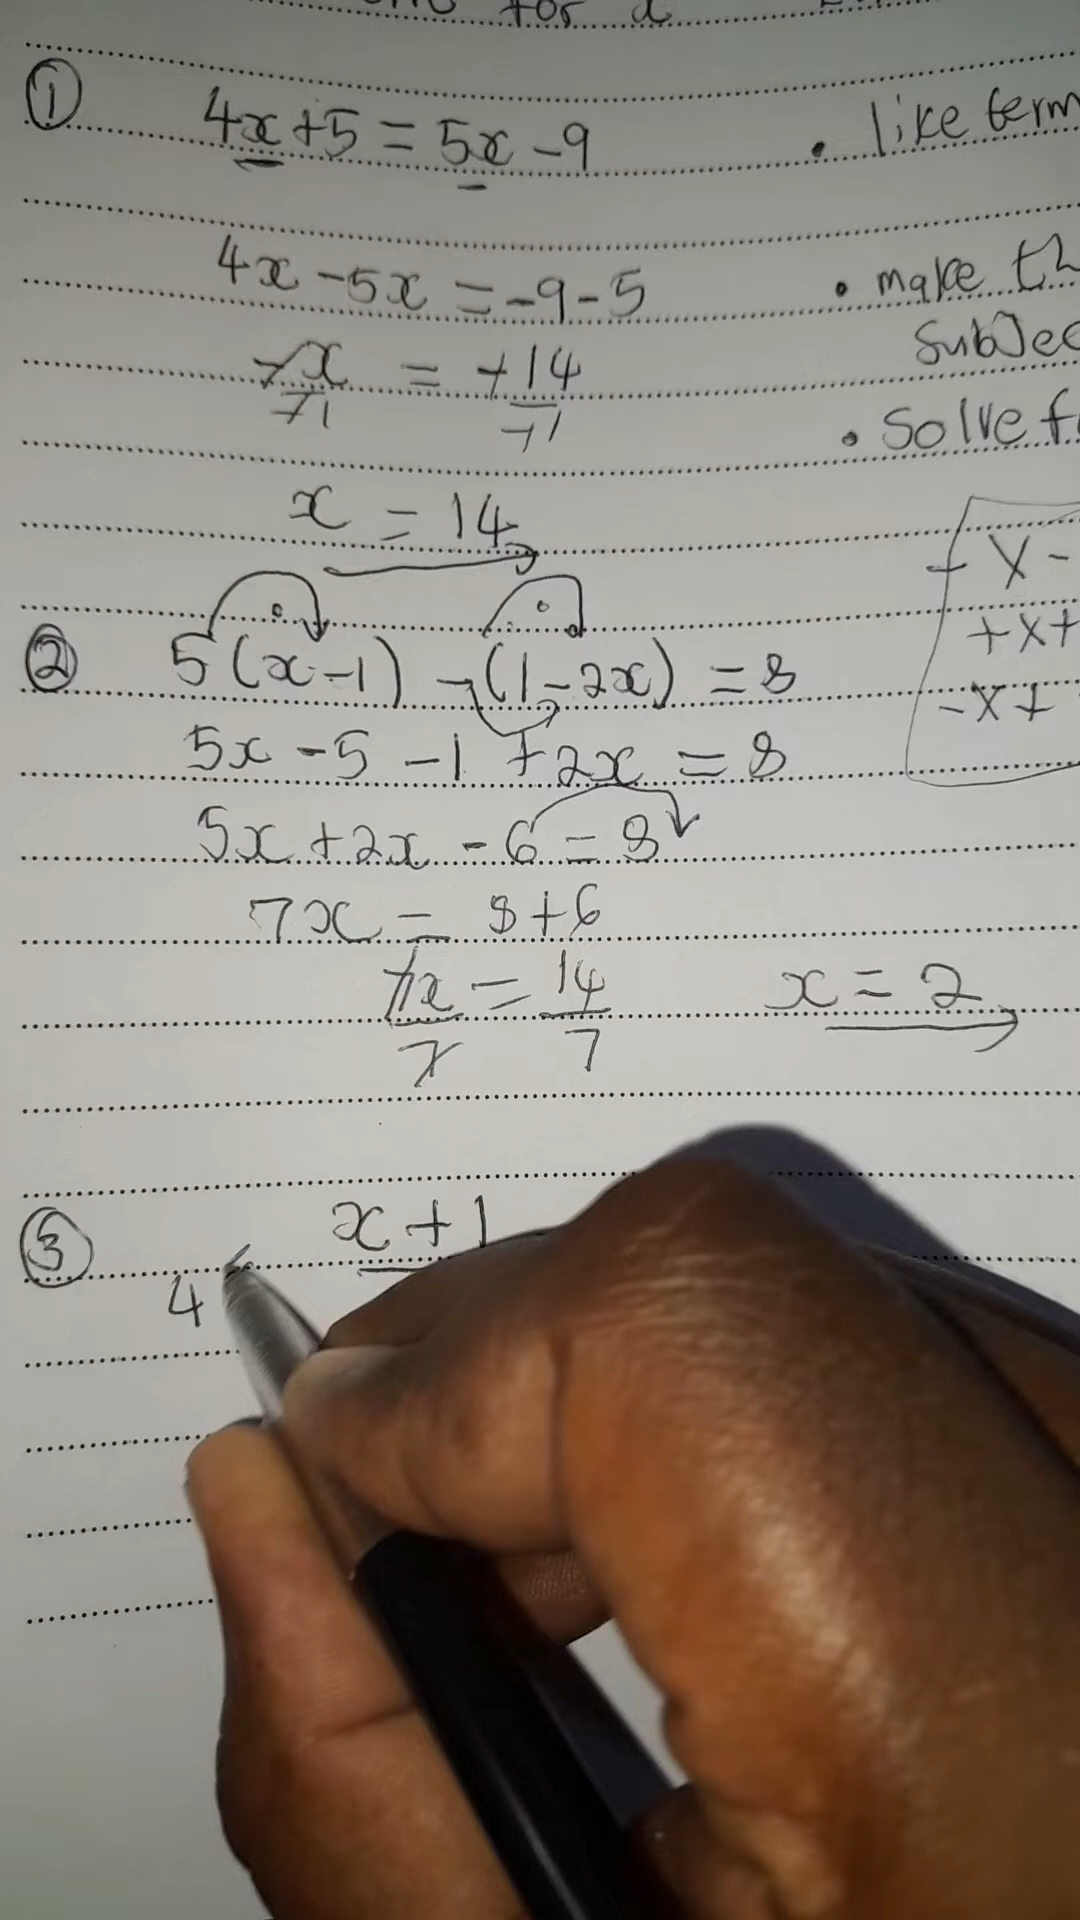 for x
① 4x+5 = 5x-9
• like term
4x-5x = -9-5
• make th
Subjec
-x/-1 = -14/-1
• Solve f
x = 14
- x -
+x+
-x+
② 5(x-1) -(1-2x) = 8
5x-5-1+2x = 8
5x+2x-6 = 8
7x = 8+6
7x/7 = 14/7
x = 2
③ x+1
4